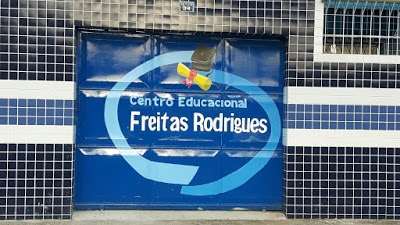 Centro Educacional
Freitas Rodrigues